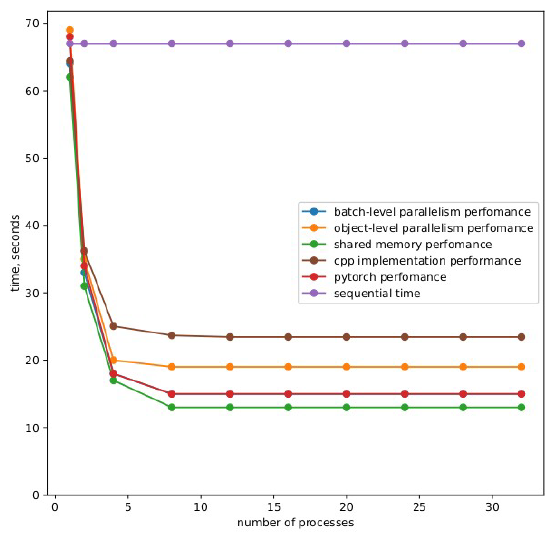 70
60
50
40
30
20
10
0
time, seconds
batch-level parallelism perfomance
object-level parallelism perfomance
shared memory perfomance
cpp implementation performance
pytorch perfomance
sequential time
0 5 10 15 20 25 30
number of processes